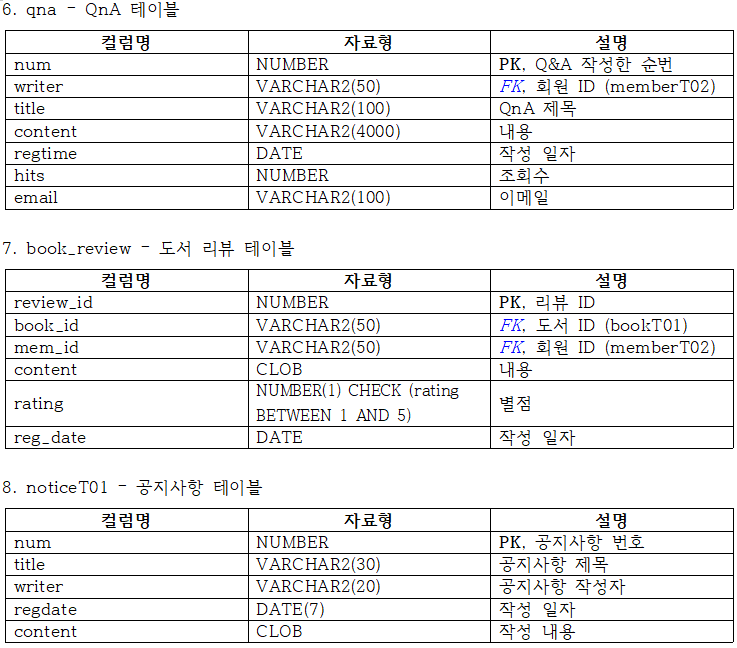 6. qna - QnA 테이블
컬럼명 자료형 설명
num NUMBER PK, Q&A 작성한 순번
writer VARCHAR2(50) FK, 회원 ID (memberT02)
title VARCHAR2(100) QnA 제목
content VARCHAR2(4000) 내용
regtime DATE 작성 일자
hits NUMBER 조회수
email VARCHAR2(100) 이메일
7. book_review - 도서 리뷰 테이블
컬럼명 자료형 설명
review_id NUMBER PK, 리뷰 ID
book_id VARCHAR2(50) FK, 도서 ID (bookT01)
mem_id VARCHAR2(50) FK, 회원 ID (memberT02)
content CLOB 내용
rating NUMBER(1) CHECK (rating
BETWEEN 1 AND 5) 별점
reg_date DATE 작성 일자
8. noticeT01 - 공지사항 테이블
컬럼명 자료형 설명
num NUMBER PK, 공지사항 번호
title VARCHAR2(30) 공지사항 제목
writer VARCHAR2(20) 공지사항 작성자
regdate DATE(7) 작성 일자
content CLOB 작성 내용